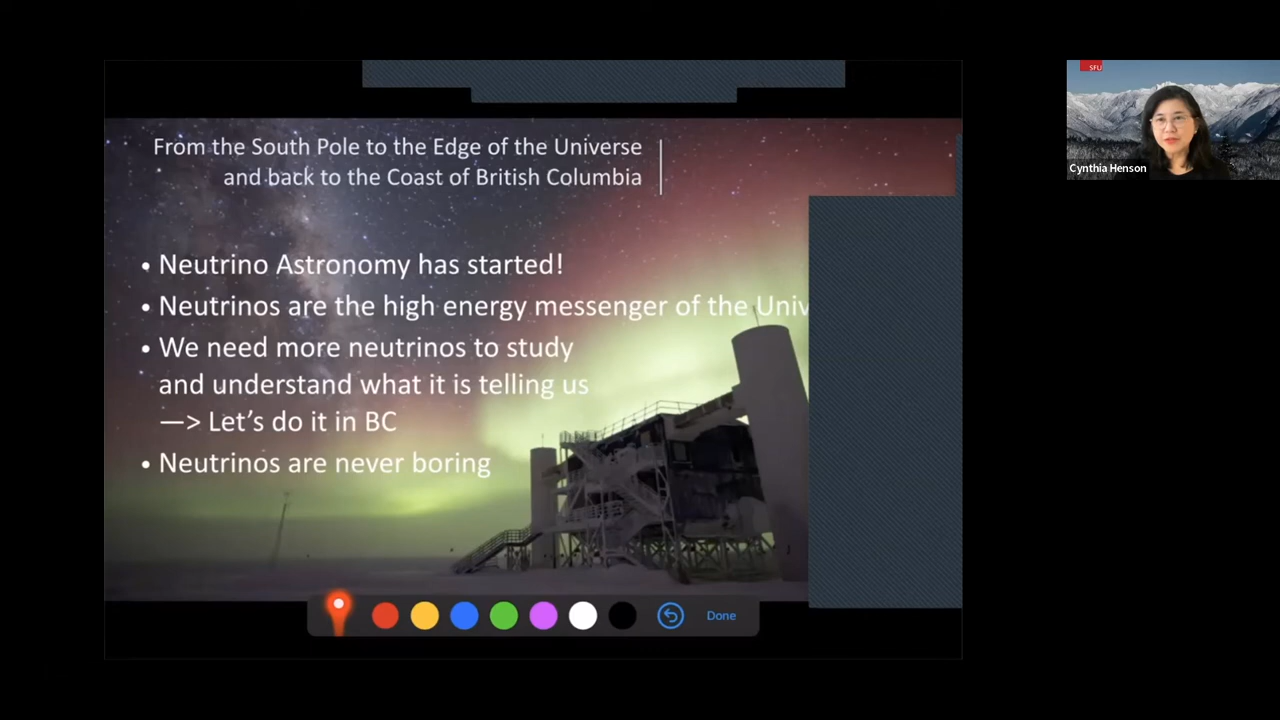 From the South Pole to the Edge of the Universe
and back to the Coast of British Columbia
• Neutrino Astronomy has started!
• Neutrinos are the high energy messenger of the Univ
• We need more neutrinos to study
and understand what it is telling us
—> Let’s do it in BC
• Neutrinos are never boring
Done
SFU
Cynthia Henson